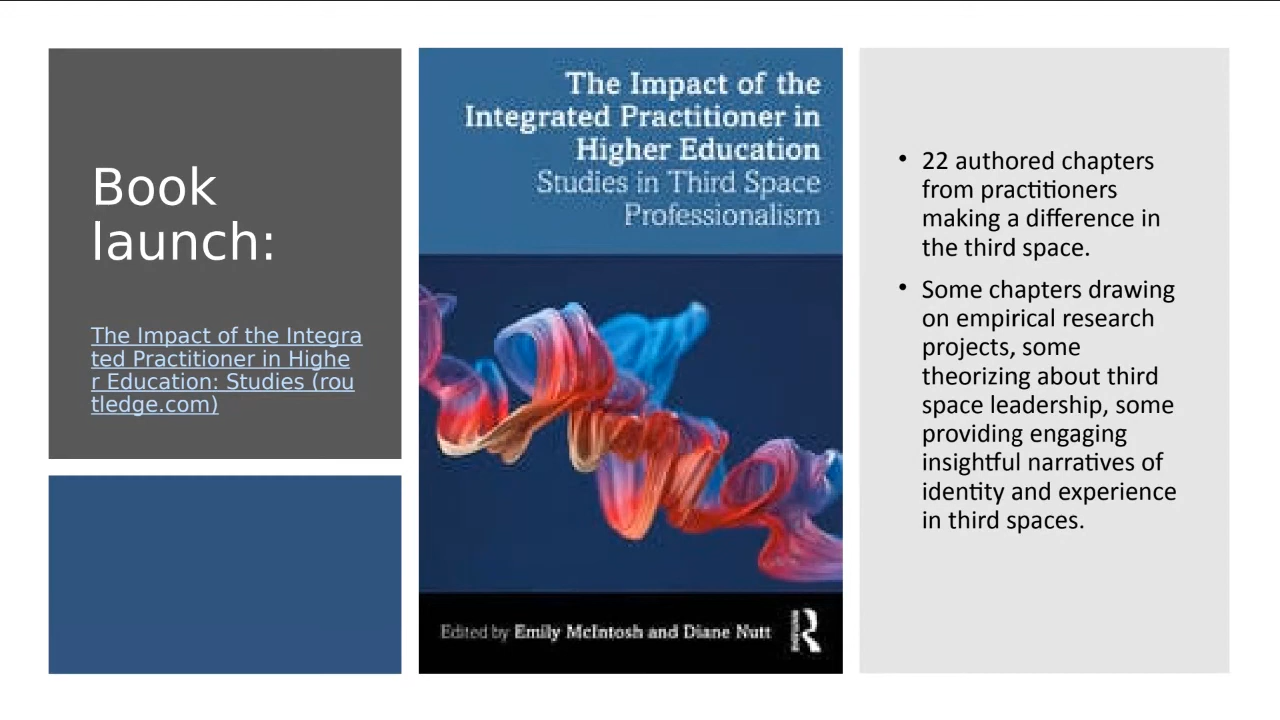 Book
launch:
The Impact of the Integra
ted Practitioner in Highe
r Education: Studies (rou
tledge.com)
The Impact of the
Integrated Practitioner in
Higher Education
Studies in Third Space
Professionalism
Edited by Emily McIntosh and Diane Nutt
• 22 authored chapters
from practitioners
making a difference in
the third space.
• Some chapters drawing
on empirical research
projects, some
theorizing about third
space leadership, some
providing engaging
insightful narratives of
identity and experience
in third spaces.